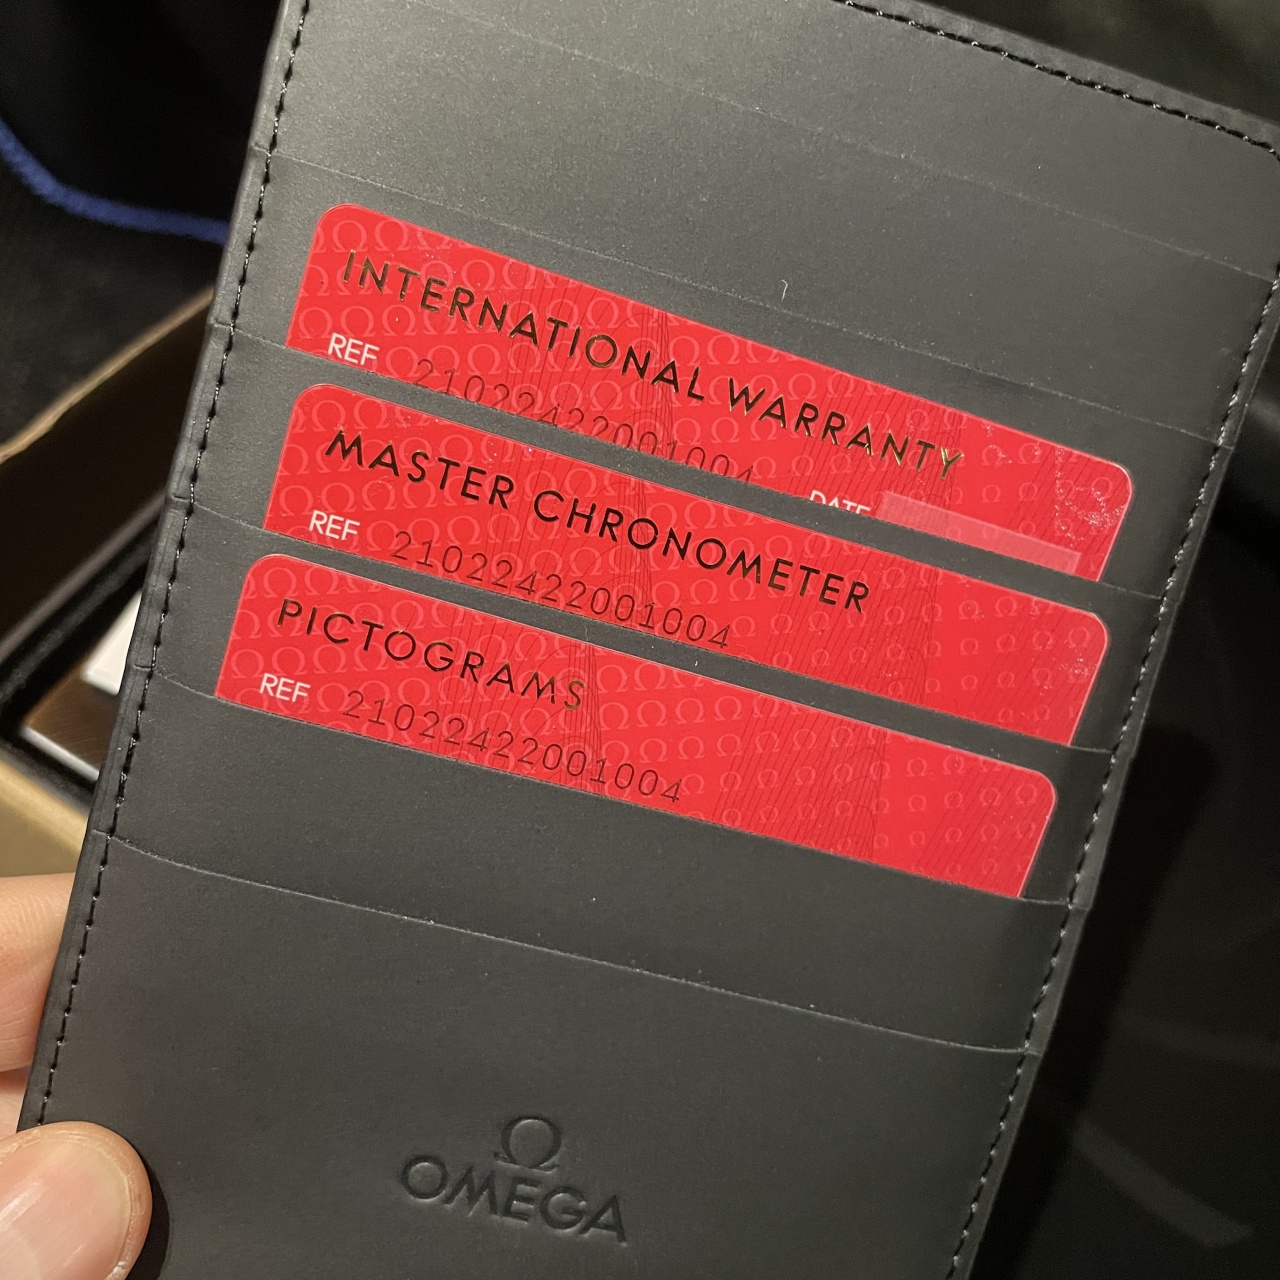 INTERNATIONAL WARRANTY
REF 21022422001004
DATE
MASTER CHRONOMETER
REF 21022422001004
PICTOGRAMS
REF 21022422001004
Ω
OMEGA